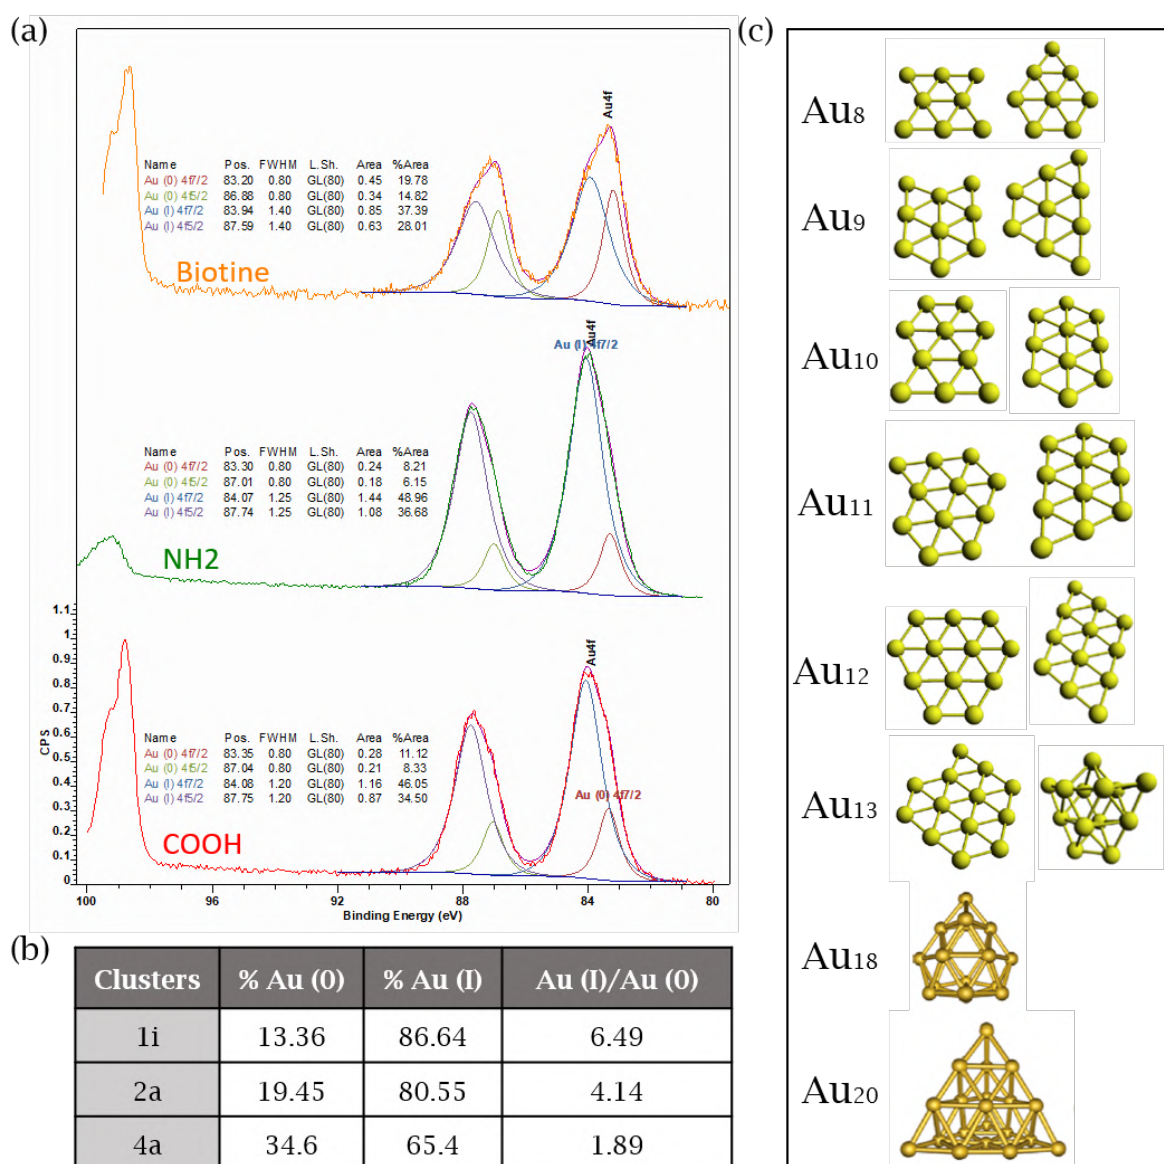 (a)
Au4f
Name Pos. FWHM L.Sh. Area %Area
Au (0) 4f7/2 83.20 0.80 GL(80) 0.45 19.78
Au (0) 4f5/2 86.88 0.80 GL(80) 0.34 14.82
Au (I) 4f7/2 83.94 1.40 GL(80) 0.85 37.39
Au (I) 4f5/2 87.59 1.40 GL(80) 0.63 28.01
Biotine
Au4f
Au (I) 4f7/2
Name Pos. FWHM L.Sh. Area %Area
Au (0) 4f7/2 83.30 0.80 GL(80) 0.24 8.21
Au (0) 4f5/2 87.01 0.80 GL(80) 0.18 6.15
Au (I) 4f7/2 84.07 1.25 GL(80) 1.44 48.96
Au (I) 4f5/2 87.74 1.25 GL(80) 1.08 36.68
NH2
Au4f
Name Pos. FWHM L.Sh. Area %Area
Au (0) 4f7/2 83.35 0.80 GL(80) 0.28 11.12
Au (0) 4f5/2 87.04 0.80 GL(80) 0.21 8.33
Au (I) 4f7/2 84.08 1.20 GL(80) 1.16 46.05
Au (I) 4f5/2 87.75 1.20 GL(80) 0.87 34.50
Au (0) 4f7/2
COOH
CPS
1.1
1
0.9
0.8
0.7
0.6
0.5
0.4
0.3
0.2
0.1
0
100 96 92 88 84 80
Binding Energy (eV)
(b)
Clusters % Au (0) % Au (I) Au (I)/Au (0)
1i 13.36 86.64 6.49
2a 19.45 80.55 4.14
4a 34.6 65.4 1.89
(c)
Au8
Au9
Au10
Au11
Au12
Au13
Au18
Au20